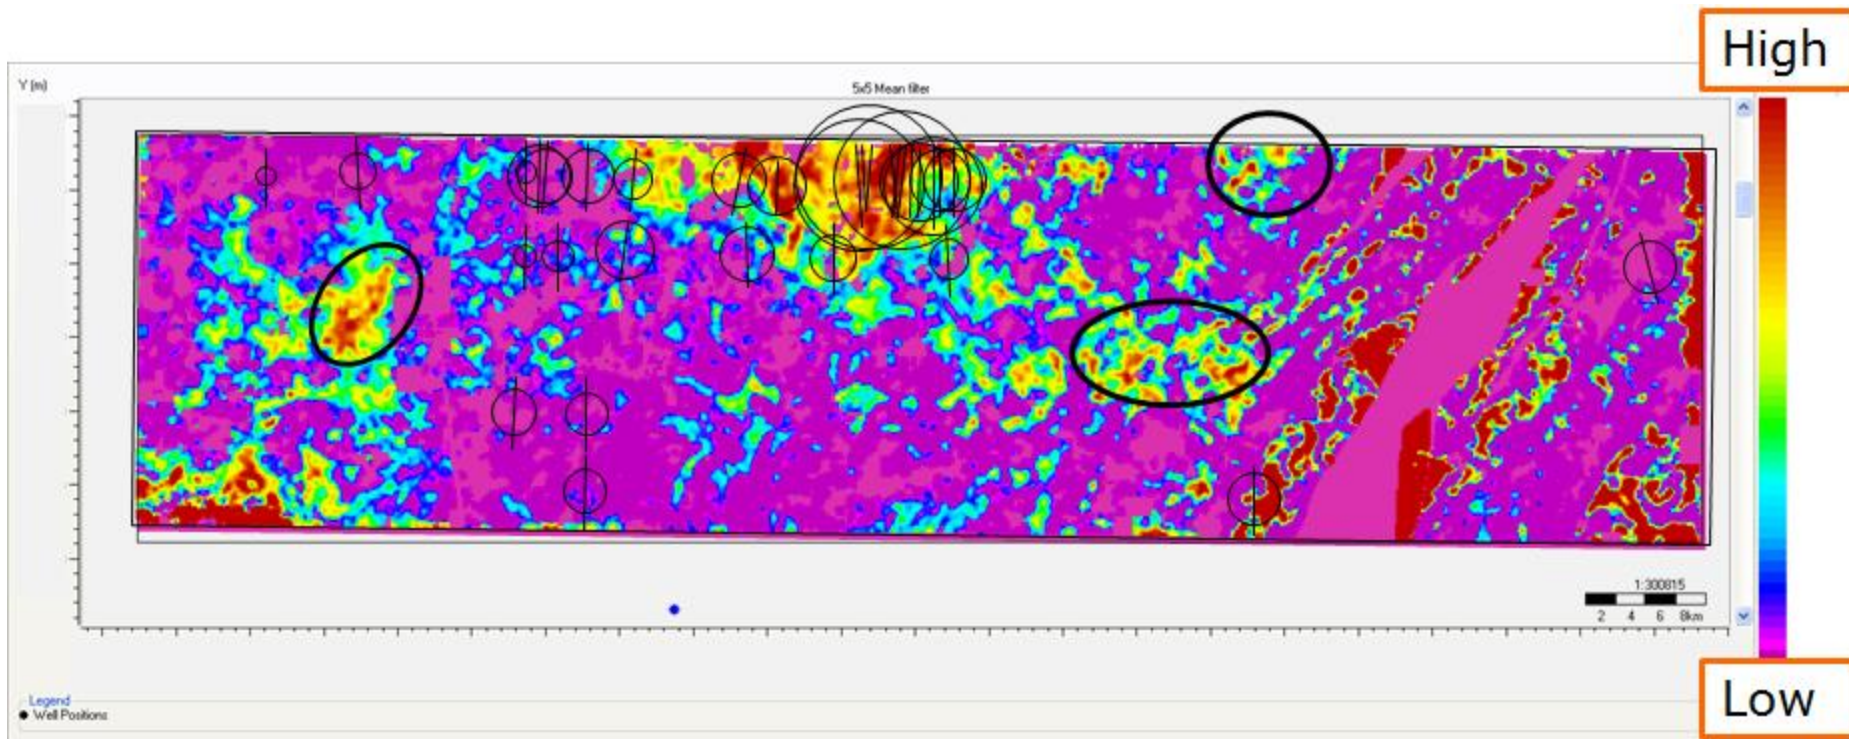 High
Y (m)
5x5 Mean filter
1:300815
2 4 6 8km
Low
Legend
Well Positions